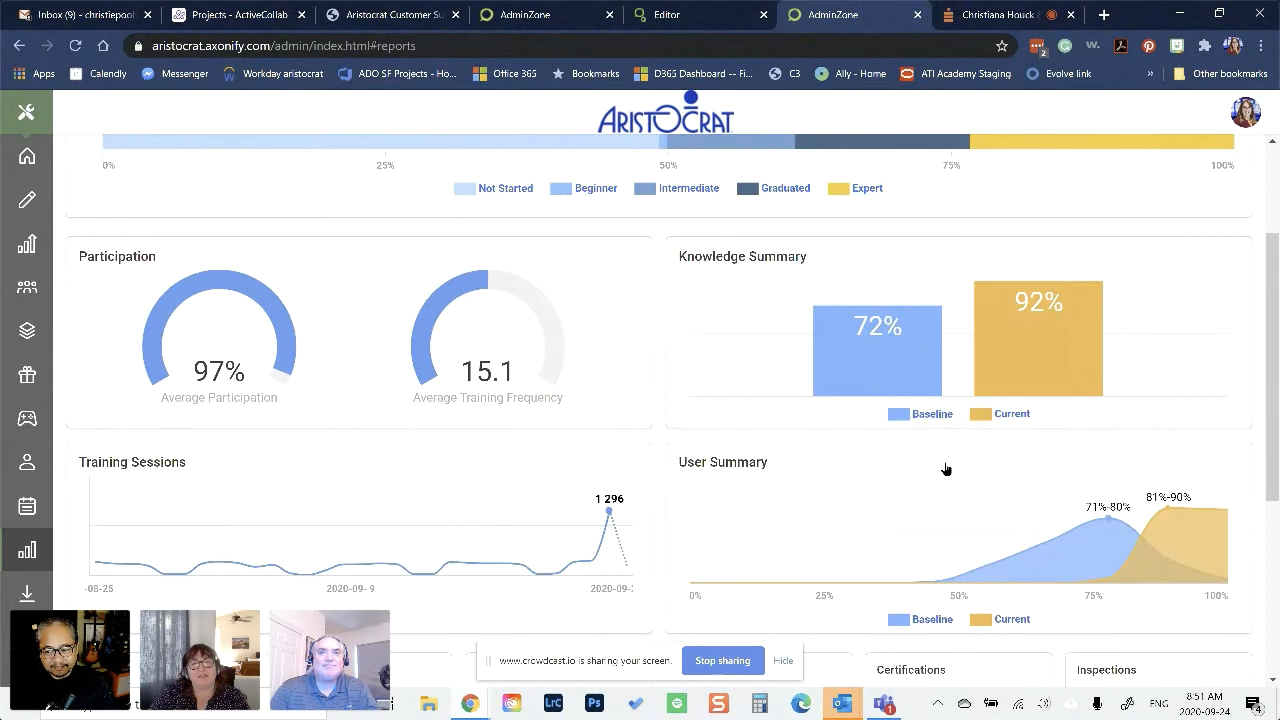 Inbox (9) - christiepool
Projects - ActiveCollab
Aristocrat Customer Su
AdminZone
Editor
AdminZone
Christiana Houck
aristocrat.axonify.com/admin/index.html#reports
Apps
Calendly
Messenger
Workday aristocrat
ADO SF Projects - Ho...
Office 365
Bookmarks
D365 Dashboard -- Fi...
C3
Ally - Home
ATI Academy Staging
EvolveLink
Other bookmarks
ARISTOCRAT
0% 25% 50% 75% 100%
Not Started Beginner Intermediate Graduated Expert
Participation
97%
Average Participation
15.1
Average Training Frequency
Knowledge Summary
72%
92%
Baseline Current
Training Sessions
1 296
-08-25 2020-09- 9 2020-09-
User Summary
71%-80%
81%-90%
0% 25% 50% 75% 100%
Baseline Current
is sharing your screen.
Stop sharing
Hide
Certifications
Inspections
LrC
Ps
ENG
8:51 AM
2020-09-24